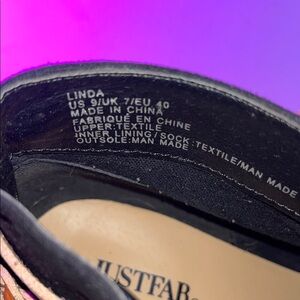 LINDA
US 9/UK 7/EU 40
MADE IN CHINA
FABRIQUÉ EN CHINE
UPPER:TEXTILE
INNER LINING/SOCK:TEXTILE/MAN MADE
OUTSOLE:MAN MADE
JUSTFAB